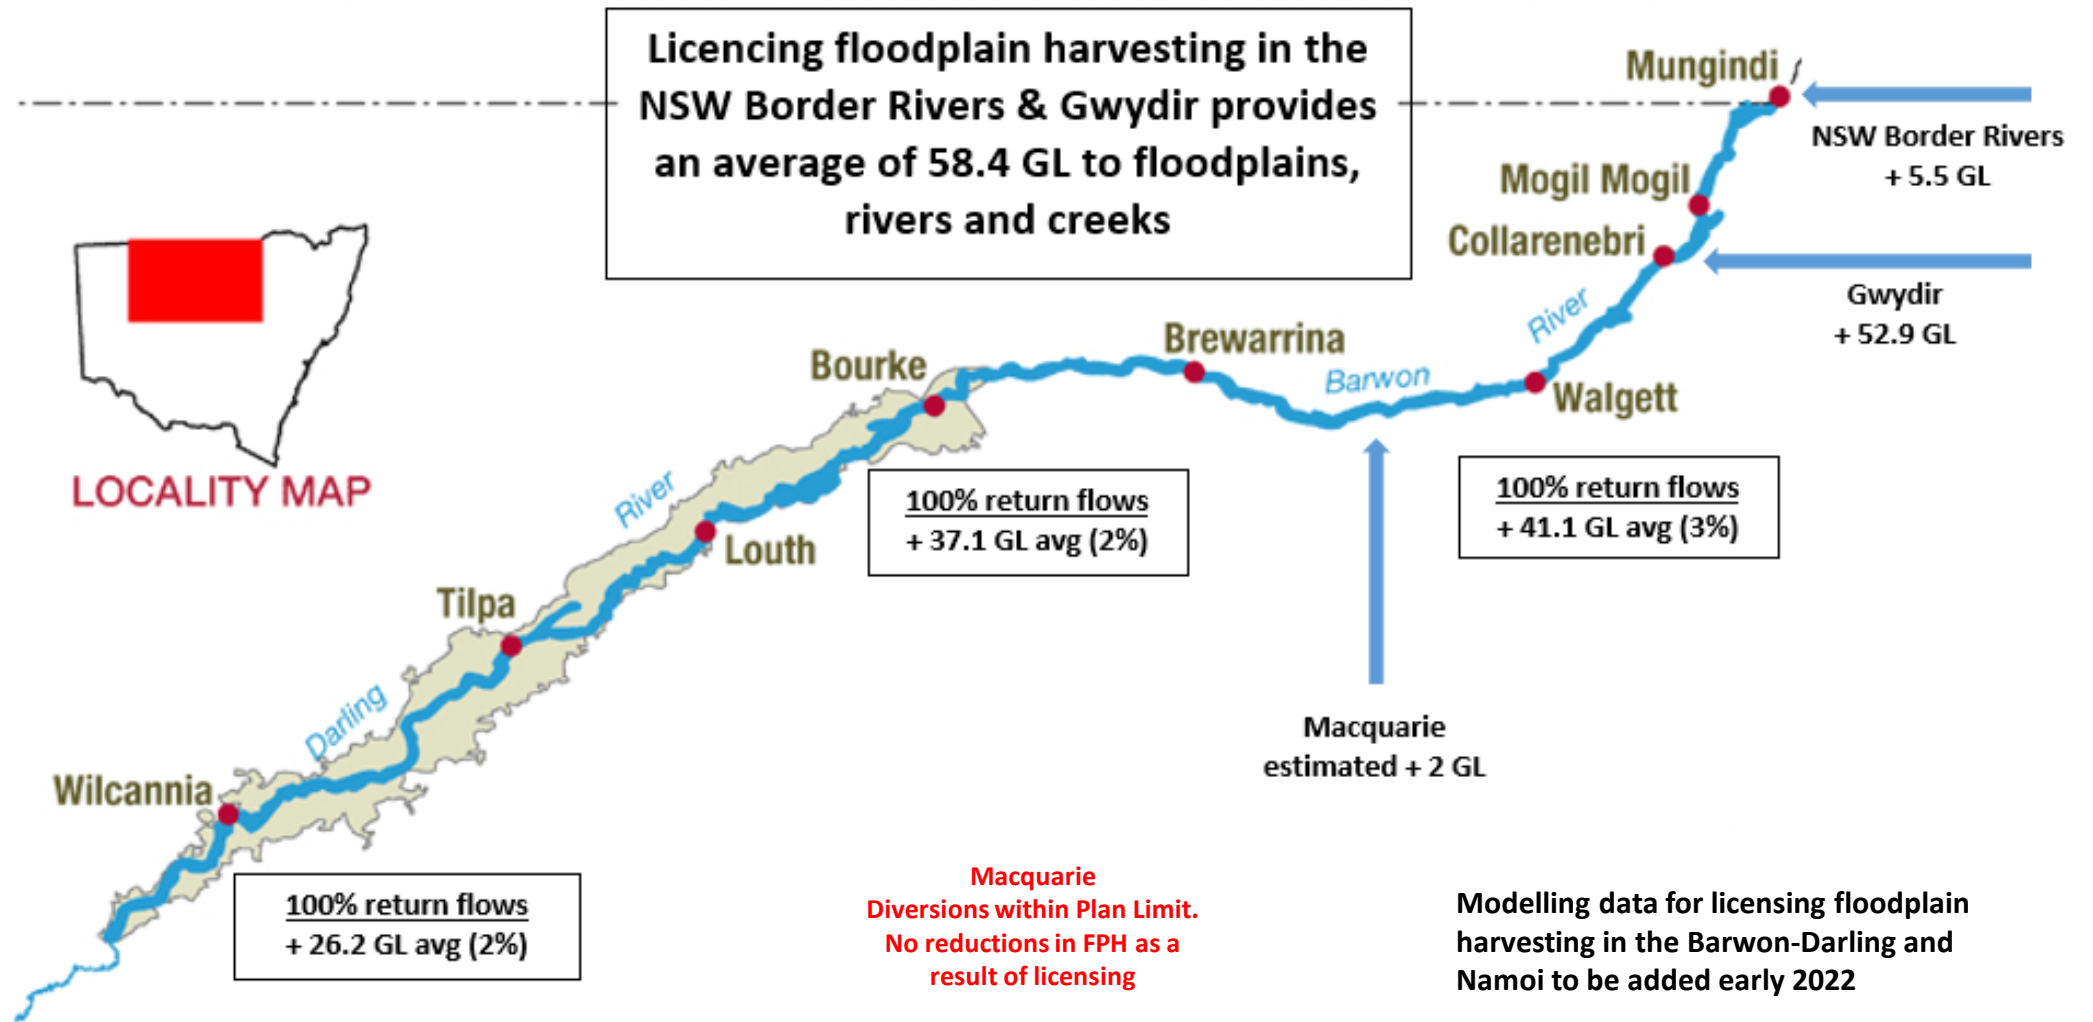 Licencing floodplain harvesting in the
NSW Border Rivers & Gwydir provides
an average of 58.4 GL to floodplains,
rivers and creeks
Mungindi
NSW Border Rivers
+ 5.5 GL
Mogil Mogil
Collarenebri
Gwydir
+ 52.9 GL
River
Brewarrina
Bourke
Barwon
Walgett
LOCALITY MAP
River
100% return flows
+ 37.1 GL avg (2%)
100% return flows
+ 41.1 GL avg (3%)
Louth
Tilpa
Darling
Macquarie
estimated + 2 GL
Wilcannia
100% return flows
+ 26.2 GL avg (2%)
Macquarie
Diversions within Plan Limit.
No reductions in FPH as a
result of licensing
Modelling data for licensing floodplain
harvesting in the Barwon-Darling and
Namoi to be added early 2022